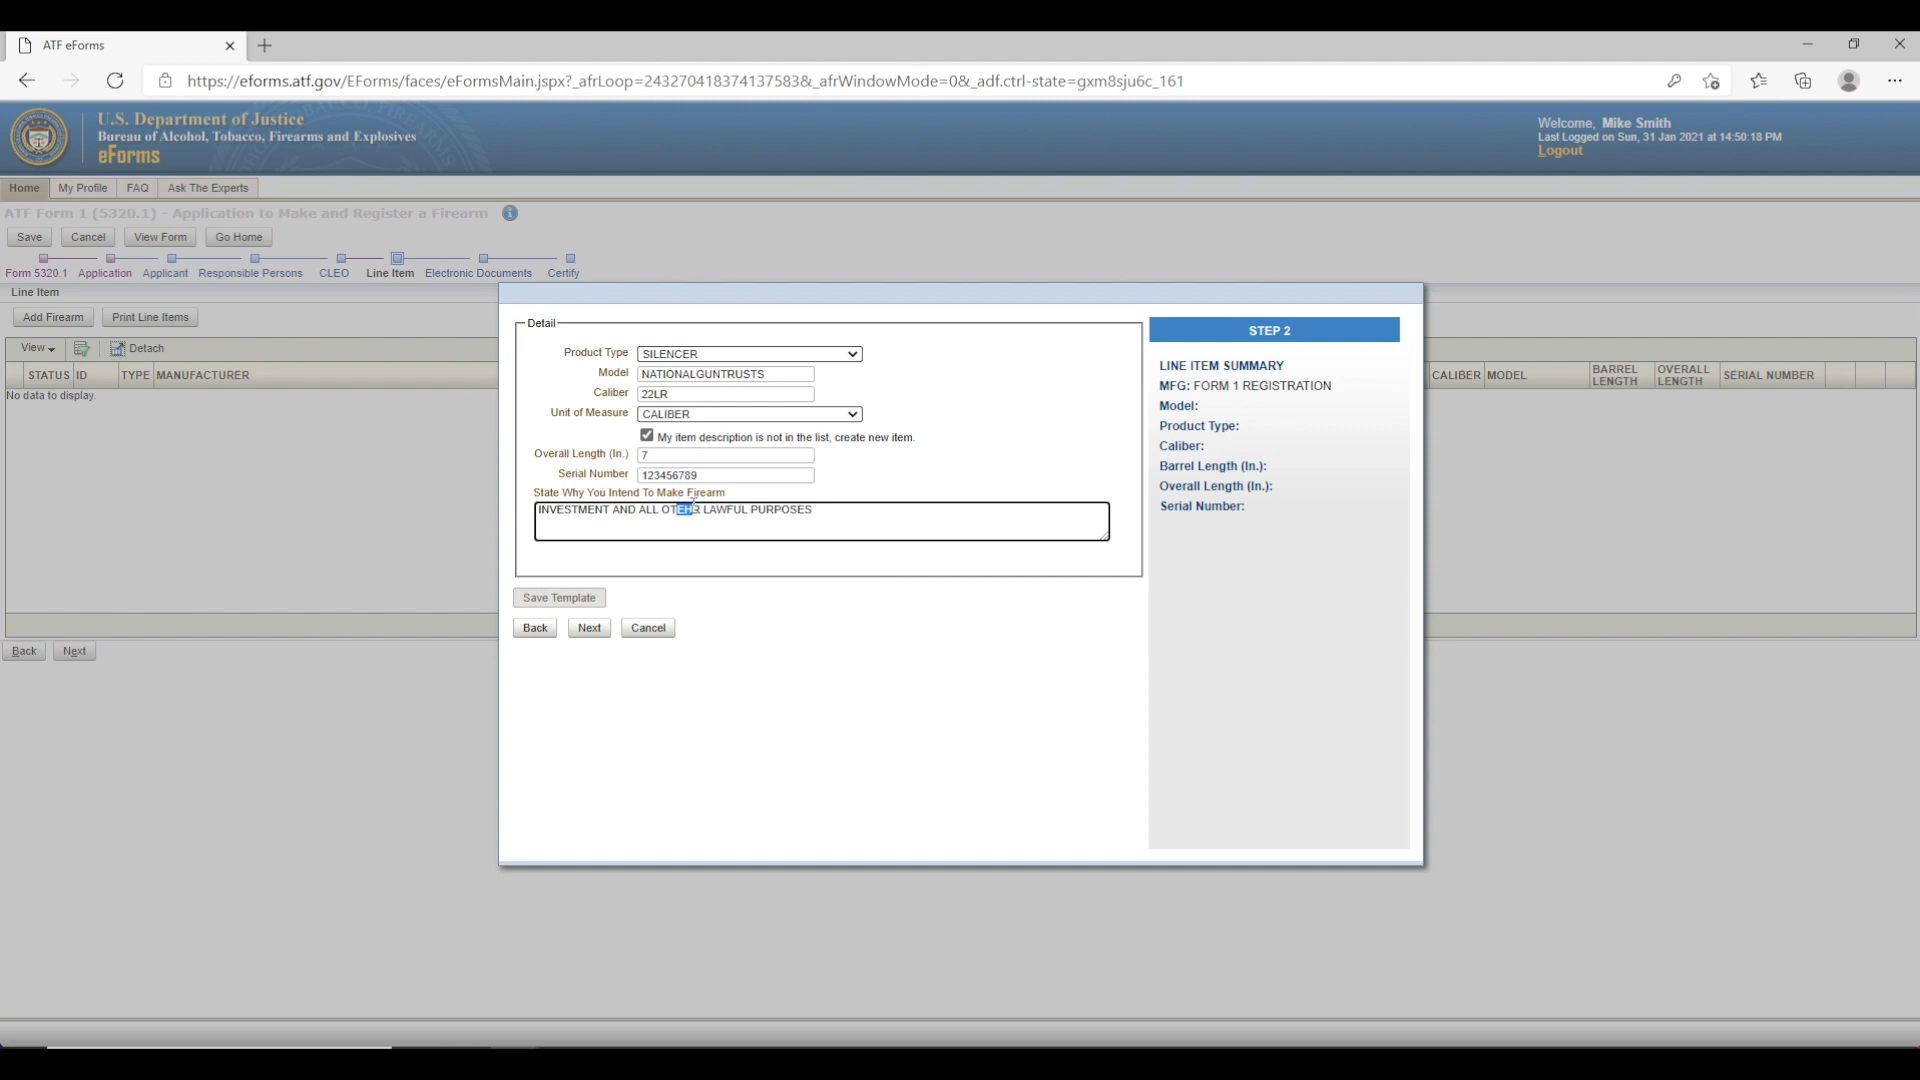 ATF eForms
https://eforms.atf.gov/EForms/faces/eFormsMain.jspx?_afrLoop=2432704183741375838&_afrWindowMode=0&_adf.ctrl-state=gxm8sju6c_161
U.S. Department of Justice
Bureau of Alcohol, Tobacco, Firearms and Explosives
eForms
Welcome, Mike Smith
Last Logged on Sun, 31 Jan 2021 at 14:50:18 PM
Logout
Home My Profile FAQ Ask The Experts
ATF Form 1 (5320.1) - Application to Make and Register a Firearm
Save Cancel View Form Go Home
Form 5320.1 Application Applicant Responsible Persons CLEO Line Item Electronic Documents Certify
Line Item
Add Firearm Print Line Items
View Detach
STATUS ID TYPE MANUFACTURER CALIBER MODEL BARREL LENGTH OVERALL LENGTH SERIAL NUMBER
No data to display.
Back Next
Detail
Product Type SILENCER
Model NATIONALGUNTRUSTS
Caliber 22LR
Unit of Measure CALIBER
My item description is not in the list, create new item.
Overall Length (In.) 7
Serial Number 123456789
State Why You Intend To Make Firearm
INVESTMENT AND ALL OTEHR LAWFUL PURPOSES
Save Template
Back Next Cancel
STEP 2
LINE ITEM SUMMARY
MFG: FORM 1 REGISTRATION
Model:
Product Type:
Caliber:
Barrel Length (In.):
Overall Length (In.):
Serial Number: